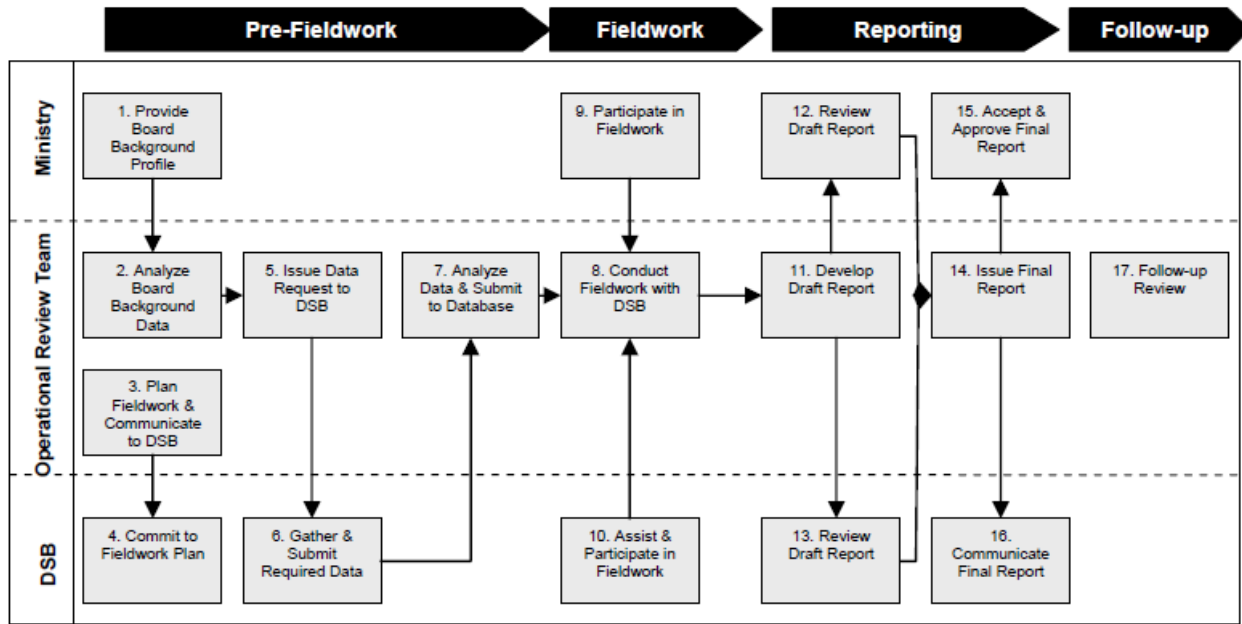 Pre-Fieldwork
Fieldwork
Reporting
Follow-up
Ministry
1. Provide
Board
Background
Profile
9. Participate in
Fieldwork
12. Review
Draft Report
15. Accept &
Approve Final
Report
Operational Review Team
2. Analyze
Board
Background
Data
5. Issue Data
Request to
DSB
7. Analyze
Data & Submit
to Database
8. Conduct
Fieldwork with
DSB
11. Develop
Draft Report
14. Issue Final
Report
17. Follow-up
Review
3. Plan
Fieldwork &
Communicate
to DSB
DSB
4. Commit to
Fieldwork Plan
6. Gather &
Submit
Required Data
10. Assist &
Participate in
Fieldwork
13. Review
Draft Report
16.
Communicate
Final Report